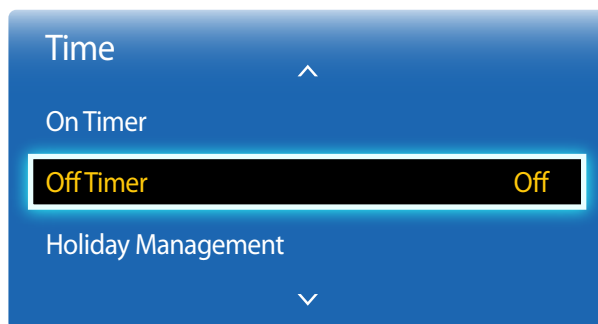 Time
On Timer
Off Timer Off
Holiday Management